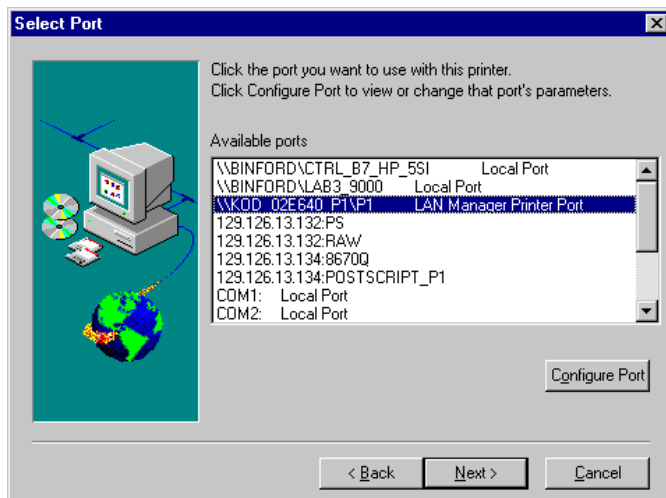 Select Port
Click the port you want to use with this printer.
Click Configure Port to view or change that port's parameters.
Available ports
\\BINFORD\CTRL_B7_HP_5SI Local Port
\\BINFORD\LAB3_9000 Local Port
\\KOD_02E640_P1\P1 LAN Manager Printer Port
129.126.13.132:PS
129.126.13.132:RAW
129.126.13.134:8670Q
129.126.13.134:POSTSCRIPT_P1
COM1: Local Port
COM2: Local Port
Configure Port
< Back Next > Cancel